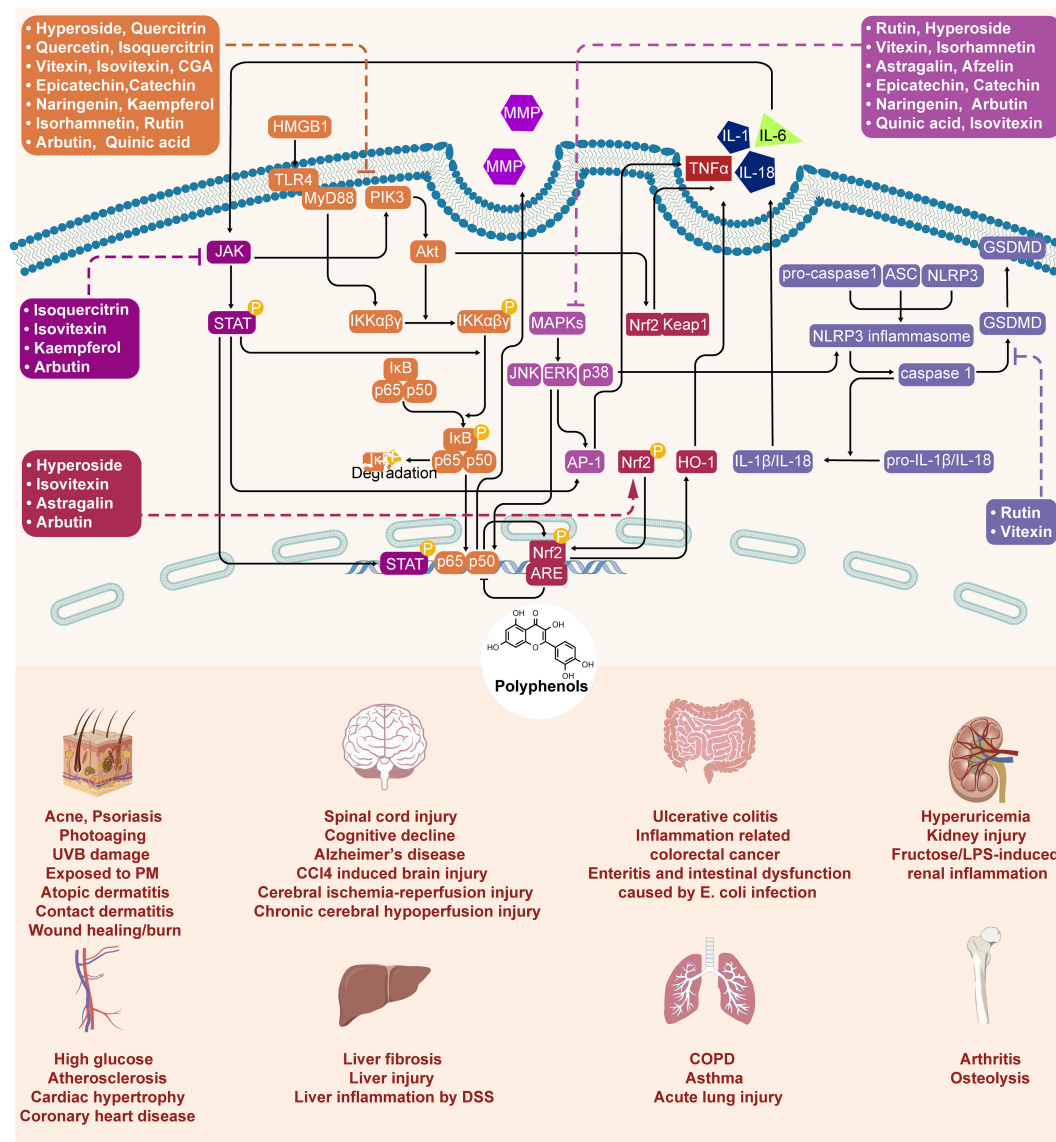 • Hyperoside, Quercitrin
• Quercetin, Isoquercitrin
• Vitexin, Isovitexin, CGA
• Epicatechin,Catechin
• Naringenin, Kaempferol
• Isorhamnetin, Rutin
• Arbutin, Quinic acid
• Rutin, Hyperoside
• Vitexin, Isorhamnetin
• Astragalin, Afzelin
• Epicatechin, Catechin
• Naringenin, Arbutin
• Quinic acid, Isovitexin
MMP
MMP
IL-1
IL-6
TNFα
IL-18
HMGB1
TLR4
MyD88
PIK3
JAK
Akt
GSDMD
pro-caspase1
ASC
NLRP3
• Isoquercitrin
• Isovitexin
• Kaempferol
• Arbutin
STAT
P
IKKαβγ
IKKαβγ
P
MAPKs
Nrf2
Keap1
GSDMD
NLRP3 inflammasome
IκB
p65
p50
JNK
ERK
p38
caspase 1
IκB
P
p65
p50
Degradation
AP-1
Nrf2
P
HO-1
IL-1β/IL-18
pro-IL-1β/IL-18
• Hyperoside
• Isovitexin
• Astragalin
• Arbutin
• Rutin
• Vitexin
STAT
P
p65
p50
Nrf2
P
ARE
OH
O
OH
HO
O
OH
OH
Polyphenols
Acne, Psoriasis
Photoaging
UVB damage
Exposed to PM
Atopic dermatitis
Contact dermatitis
Wound healing/burn
Spinal cord injury
Cognitive decline
Alzheimer's disease
CCl4 induced brain injury
Cerebral ischemia-reperfusion injury
Chronic cerebral hypoperfusion injury
Ulcerative colitis
Inflammation related
colorectal cancer
Enteritis and intestinal dysfunction
caused by E. coli infection
Hyperuricemia
Kidney injury
Fructose/LPS-induced
renal inflammation
High glucose
Atherosclerosis
Cardiac hypertrophy
Coronary heart disease
Liver fibrosis
Liver injury
Liver inflammation by DSS
COPD
Asthma
Acute lung injury
Arthritis
Osteolysis